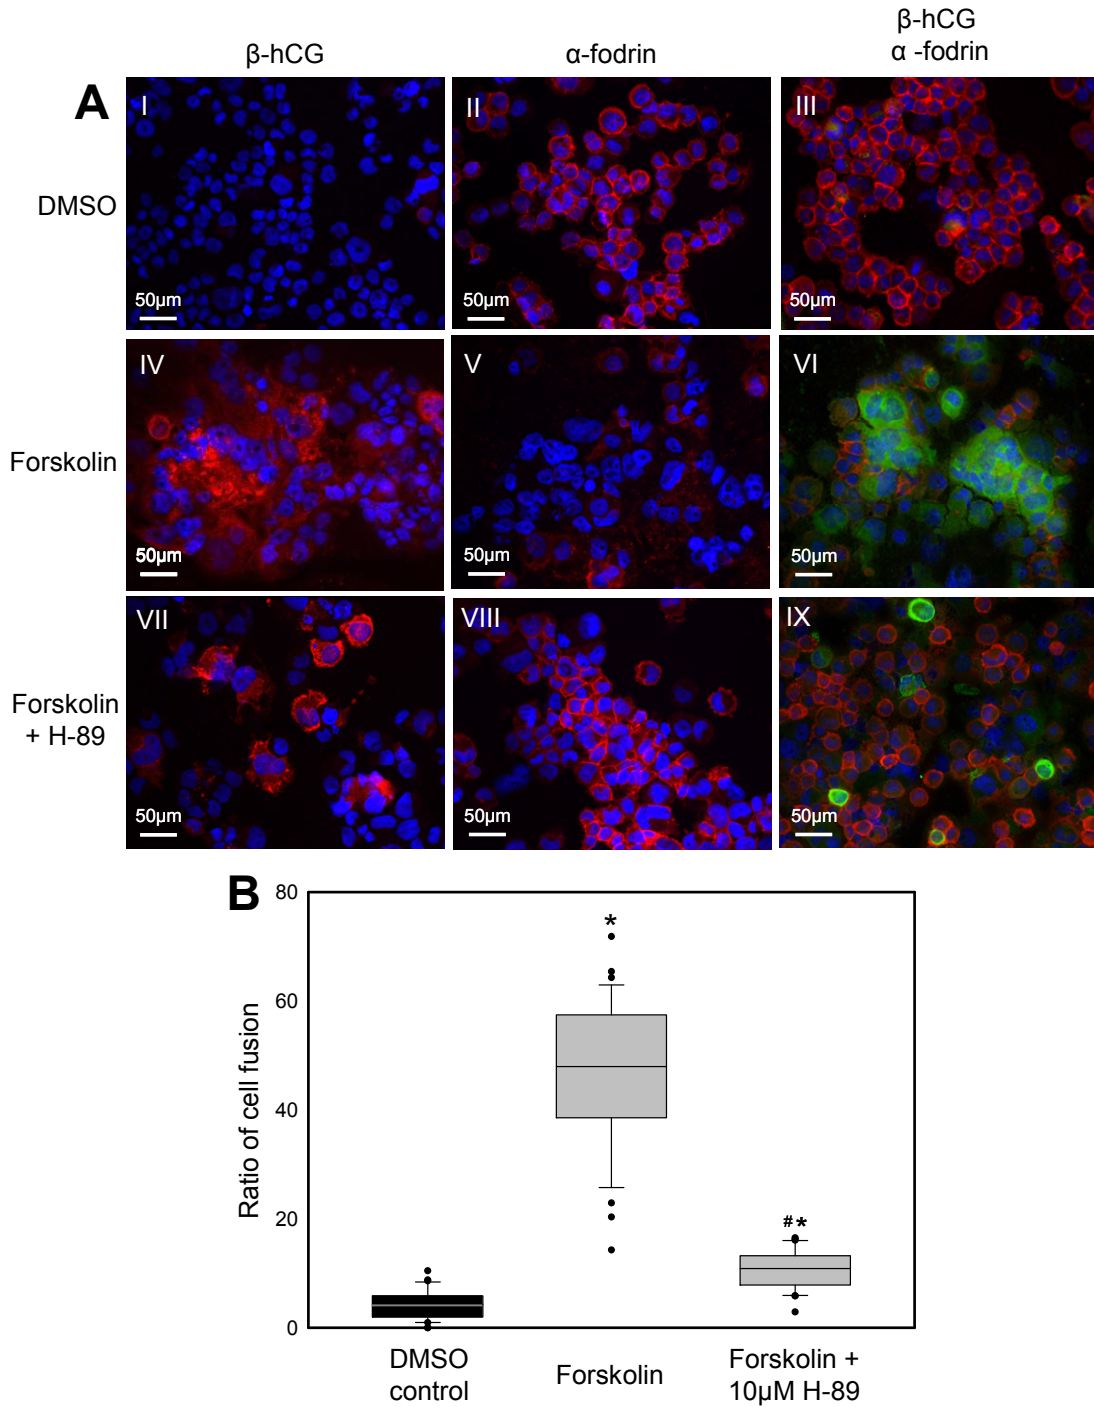 β-hCG
α-fodrin
β-hCG
α -fodrin
A
DMSO
I
50µm
II
50µm
III
50µm
Forskolin
IV
50µm
V
50µm
VI
50µm
Forskolin
+ H-89
VII
50µm
VIII
50µm
IX
50µm
B
Ratio of cell fusion
80
60
40
20
0
*
#*
DMSO
control
Forskolin
Forskolin +
10µM H-89